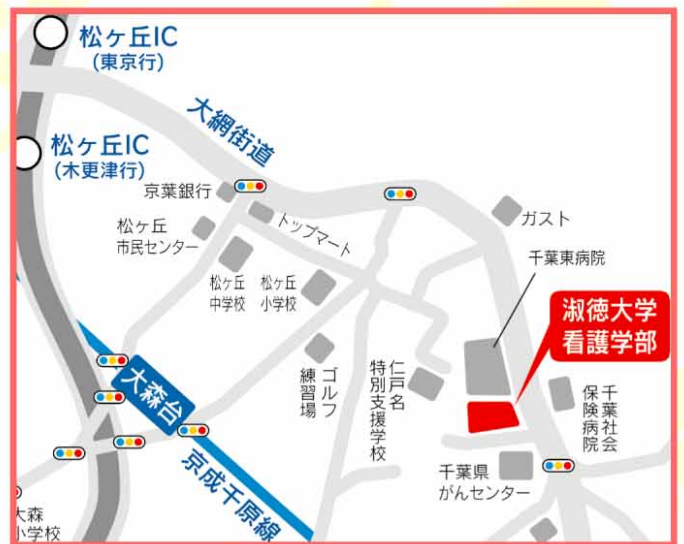 松ヶ丘IC
(東京行)
大網街道
松ヶ丘IC
(木更津行)
京葉銀行
トップマート
松ヶ丘
市民センター
松ヶ丘
中学校
松ヶ丘
小学校
ガスト
千葉東病院
淑徳大学
看護学部
大森台
ゴルフ
練習場
仁戸名
特別支援学校
千葉社会
保険病院
京成千原線
千葉県
がんセンター
大森
小学校